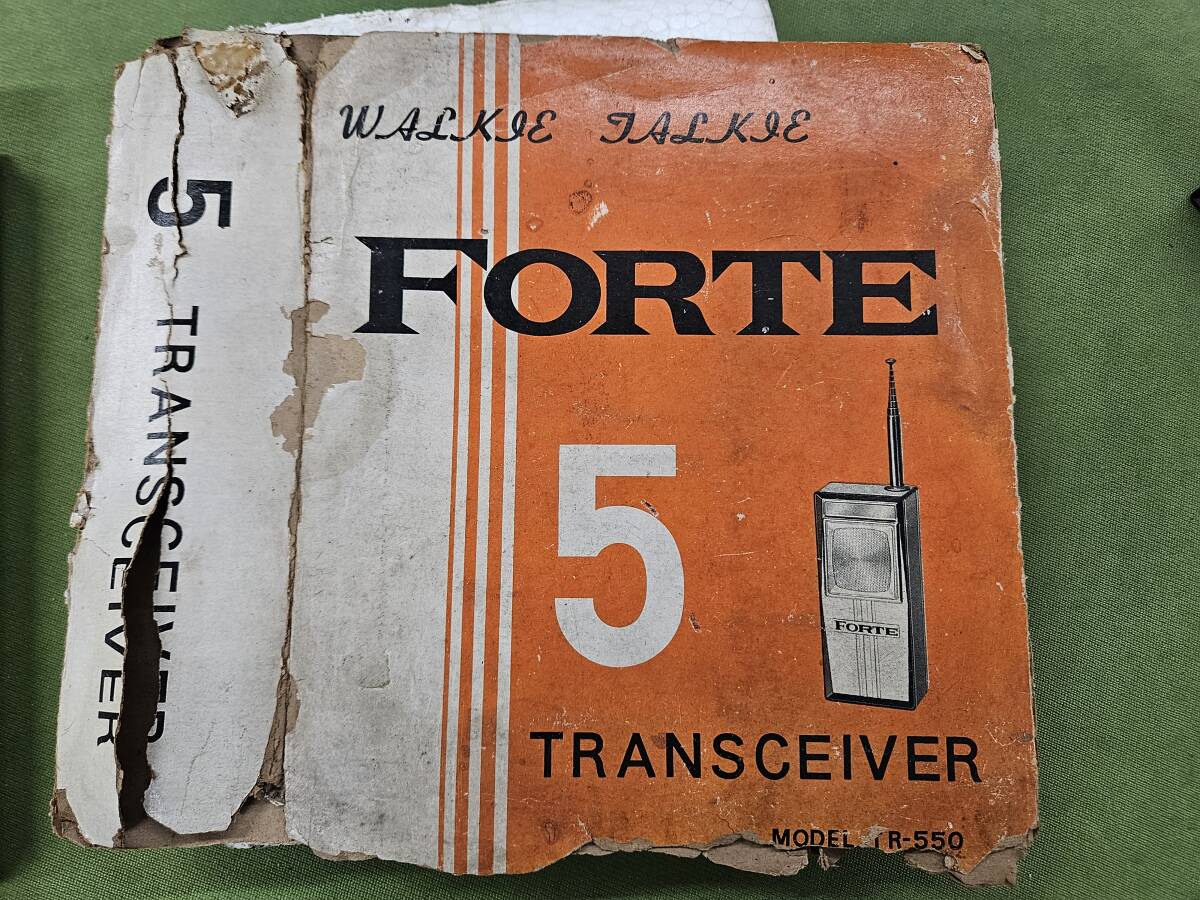 WALKIE TALKIE
FORTE
5
FORTE
TRANSCEIVER
MODEL TR-550
5 TRANSCEIVER